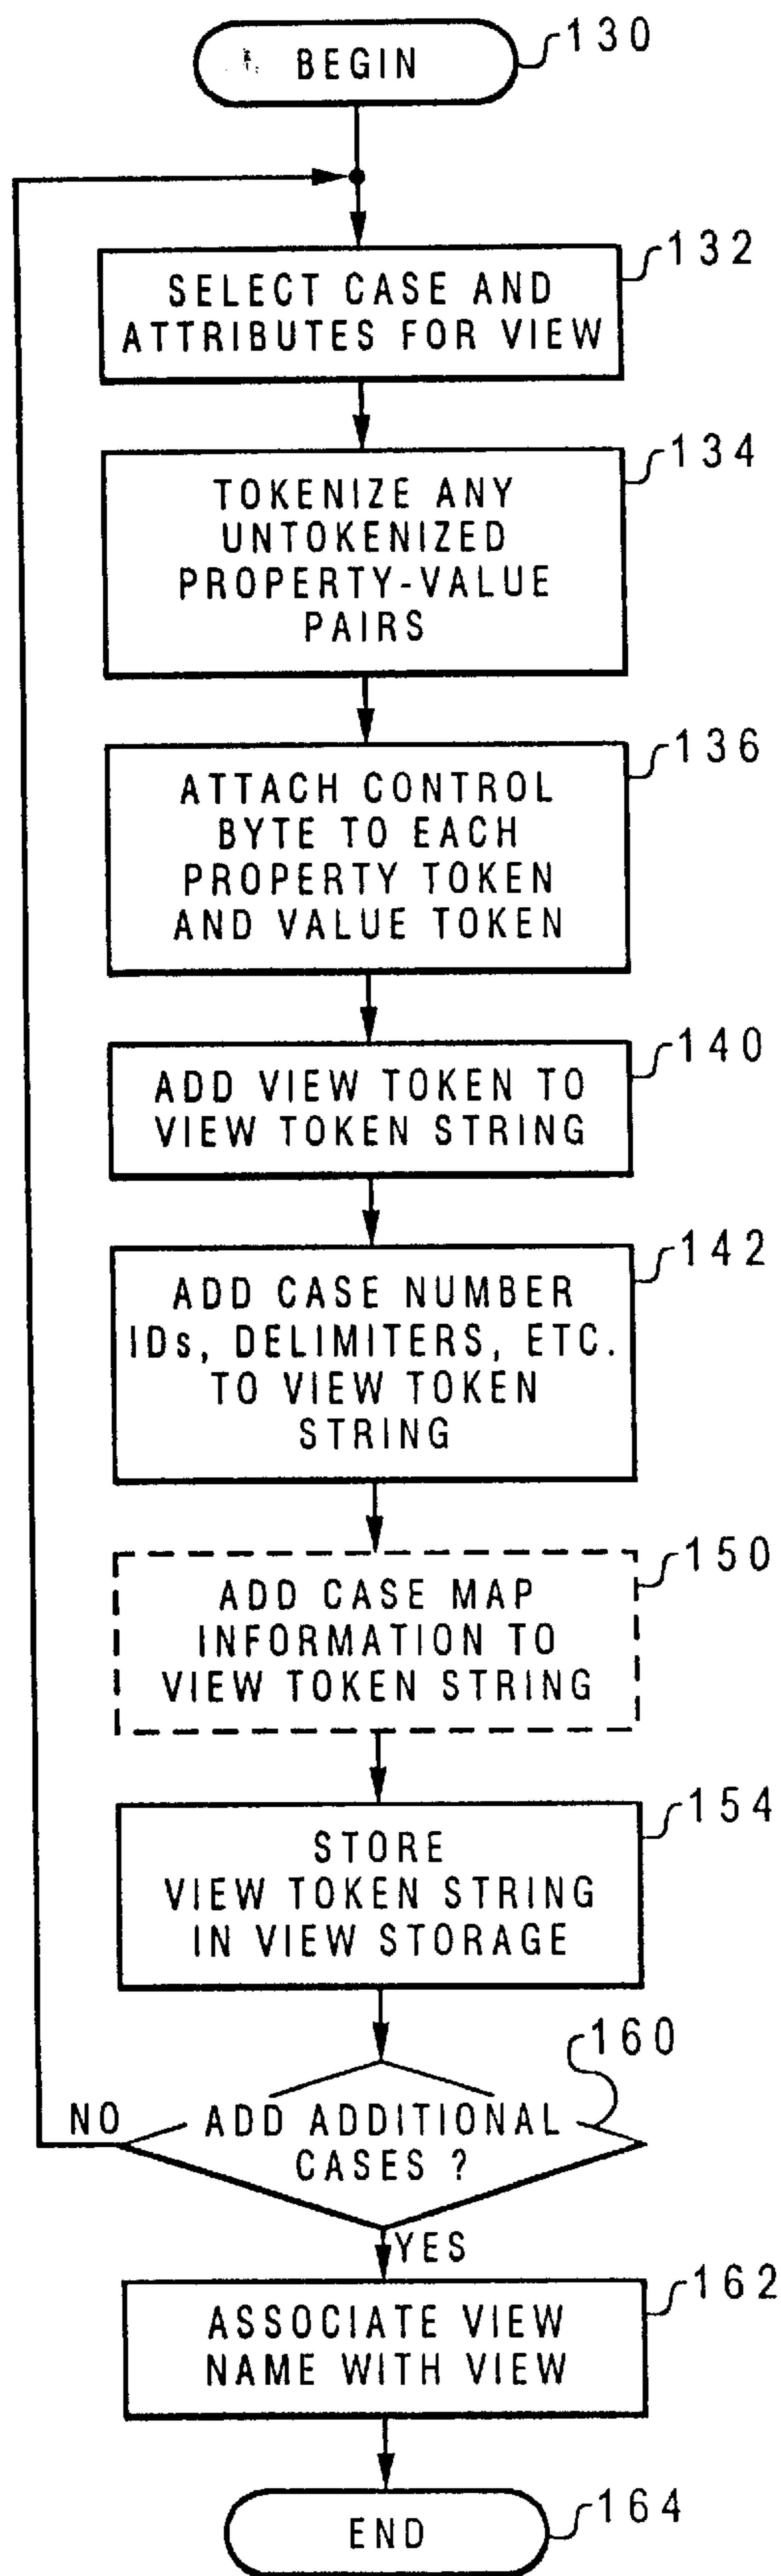 BEGIN
130
132
SELECT CASE AND
ATTRIBUTES FOR VIEW
134
TOKENIZE ANY
UNTOKENIZED
PROPERTY-VALUE
PAIRS
136
ATTACH CONTROL
BYTE TO EACH
PROPERTY TOKEN
AND VALUE TOKEN
140
ADD VIEW TOKEN TO
VIEW TOKEN STRING
142
ADD CASE NUMBER
IDs, DELIMITERS, ETC.
TO VIEW TOKEN
STRING
150
ADD CASE MAP
INFORMATION TO
VIEW TOKEN STRING
154
STORE
VIEW TOKEN STRING
IN VIEW STORAGE
160
NO
ADD ADDITIONAL
CASES ?
YES
162
ASSOCIATE VIEW
NAME WITH VIEW
164
END